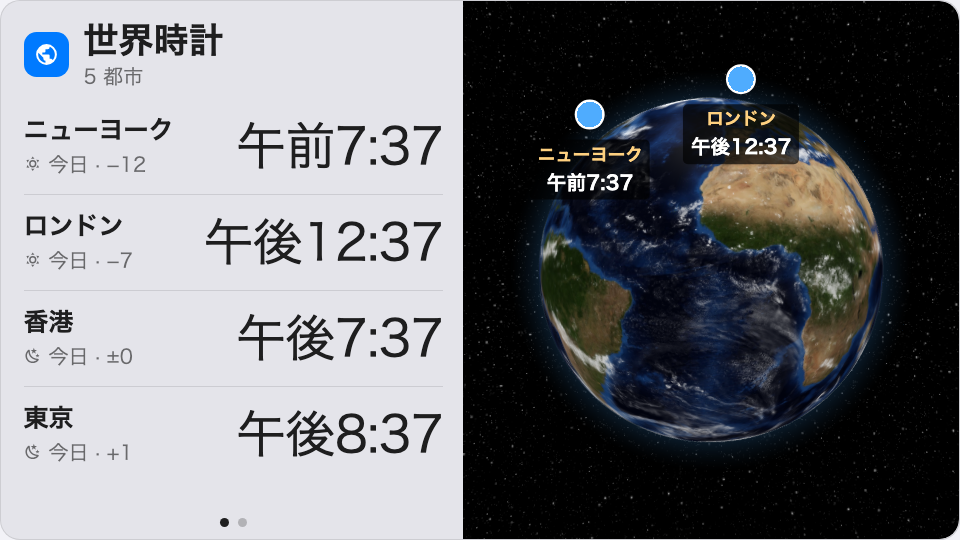 世界時計
5 都市
ニューヨーク
今日 · –12
午前7:37
ロンドン
今日 · –7
午後12:37
香港
今日 · ±0
午後7:37
東京
今日 · +1
午後8:37
ニューヨーク
午前7:37
ロンドン
午後12:37